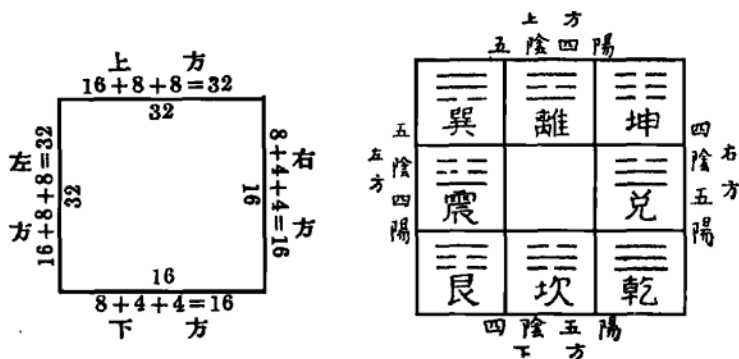 上 方
16+8+8=32
32
左 方
16+8+8=32
32
16
8+4+4=16
右 方
16
8+4+4=16
下 方
上 方
五 陰 四 陽
巽 離 坤
五 陰 四 陽
左 方
震 兌
四 陰 五 陽
右 方
艮 坎 乾
四 陰 五 陽
下 方